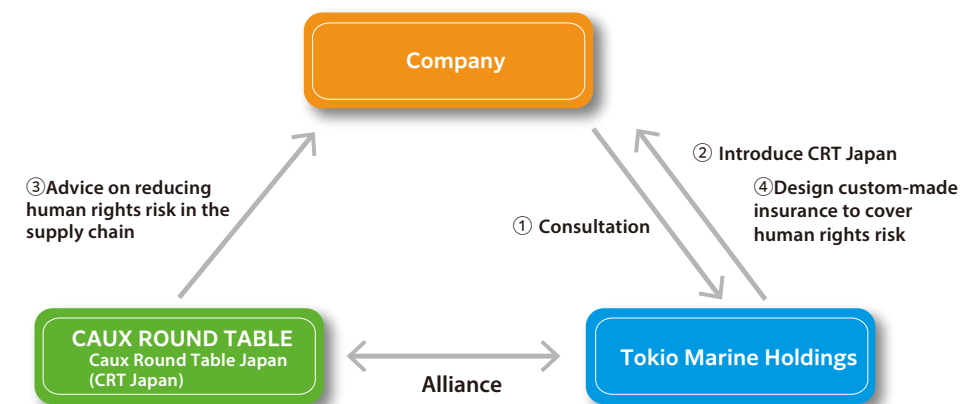 Company
② Introduce CRT Japan
③Advice on reducing
human rights risk in the
supply chain
④Design custom-made
insurance to cover
human rights risk
① Consultation
CAUX ROUND TABLE
Caux Round Table Japan
(CRT Japan)
Alliance
Tokio Marine Holdings